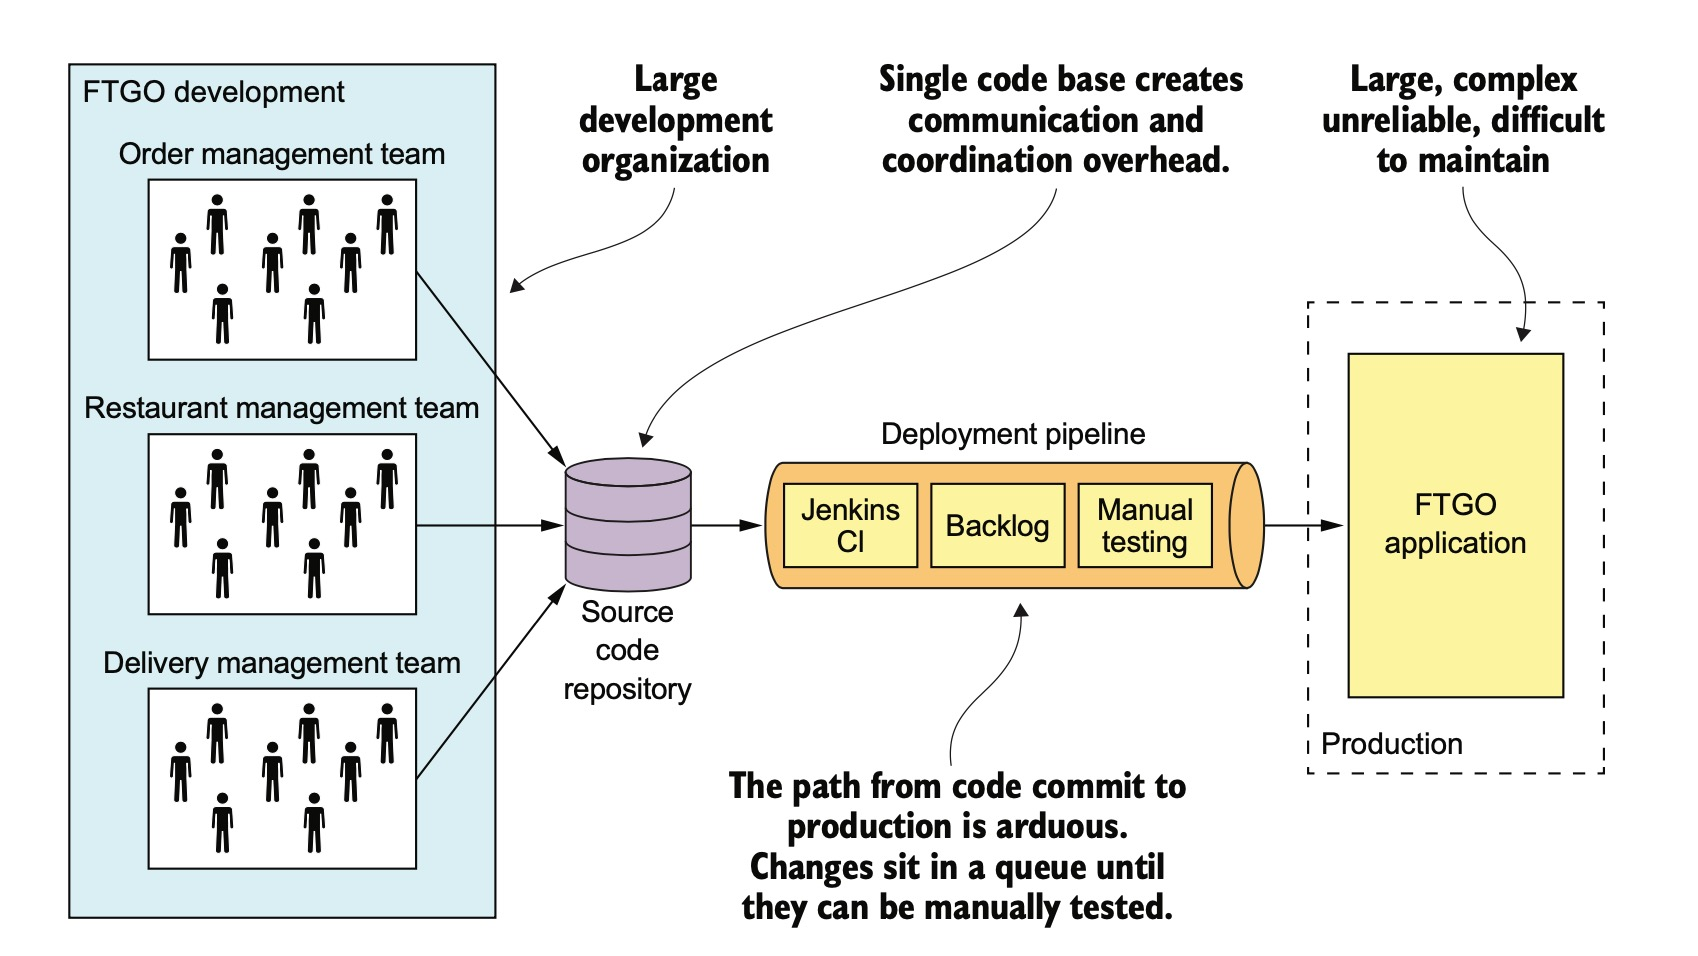 FTGO development
Order management team
Restaurant management team
Delivery management team
Large
development
organization
Single code base creates
communication and
coordination overhead.
Large, complex
unreliable, difficult
to maintain
Source
code
repository
Deployment pipeline
Jenkins
CI
Backlog
Manual
testing
The path from code commit to
production is arduous.
Changes sit in a queue until
they can be manually tested.
FTGO
application
Production